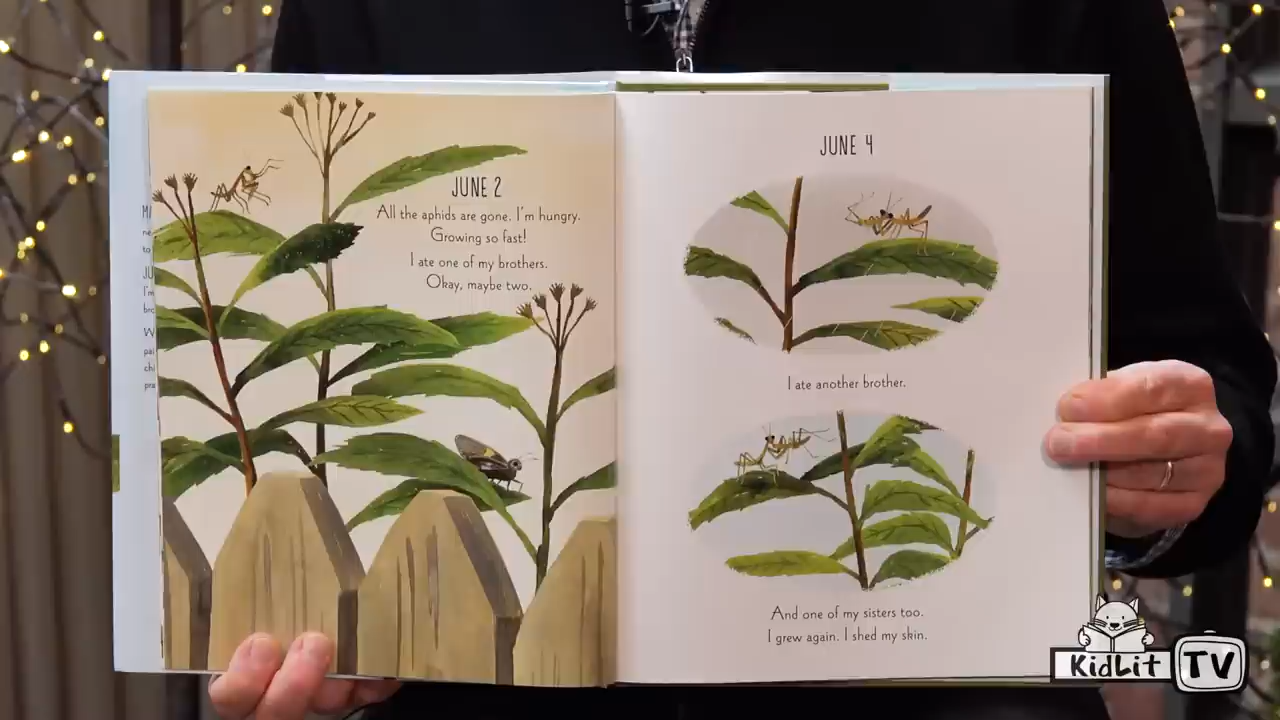 JUNE 2
All the aphids are gone. I'm hungry.
Growing so fast!
I ate one of my brothers.
Okay, maybe two.
JUNE 4
I ate another brother.
And one of my sisters too.
I grew again. I shed my skin.
KidLit TV